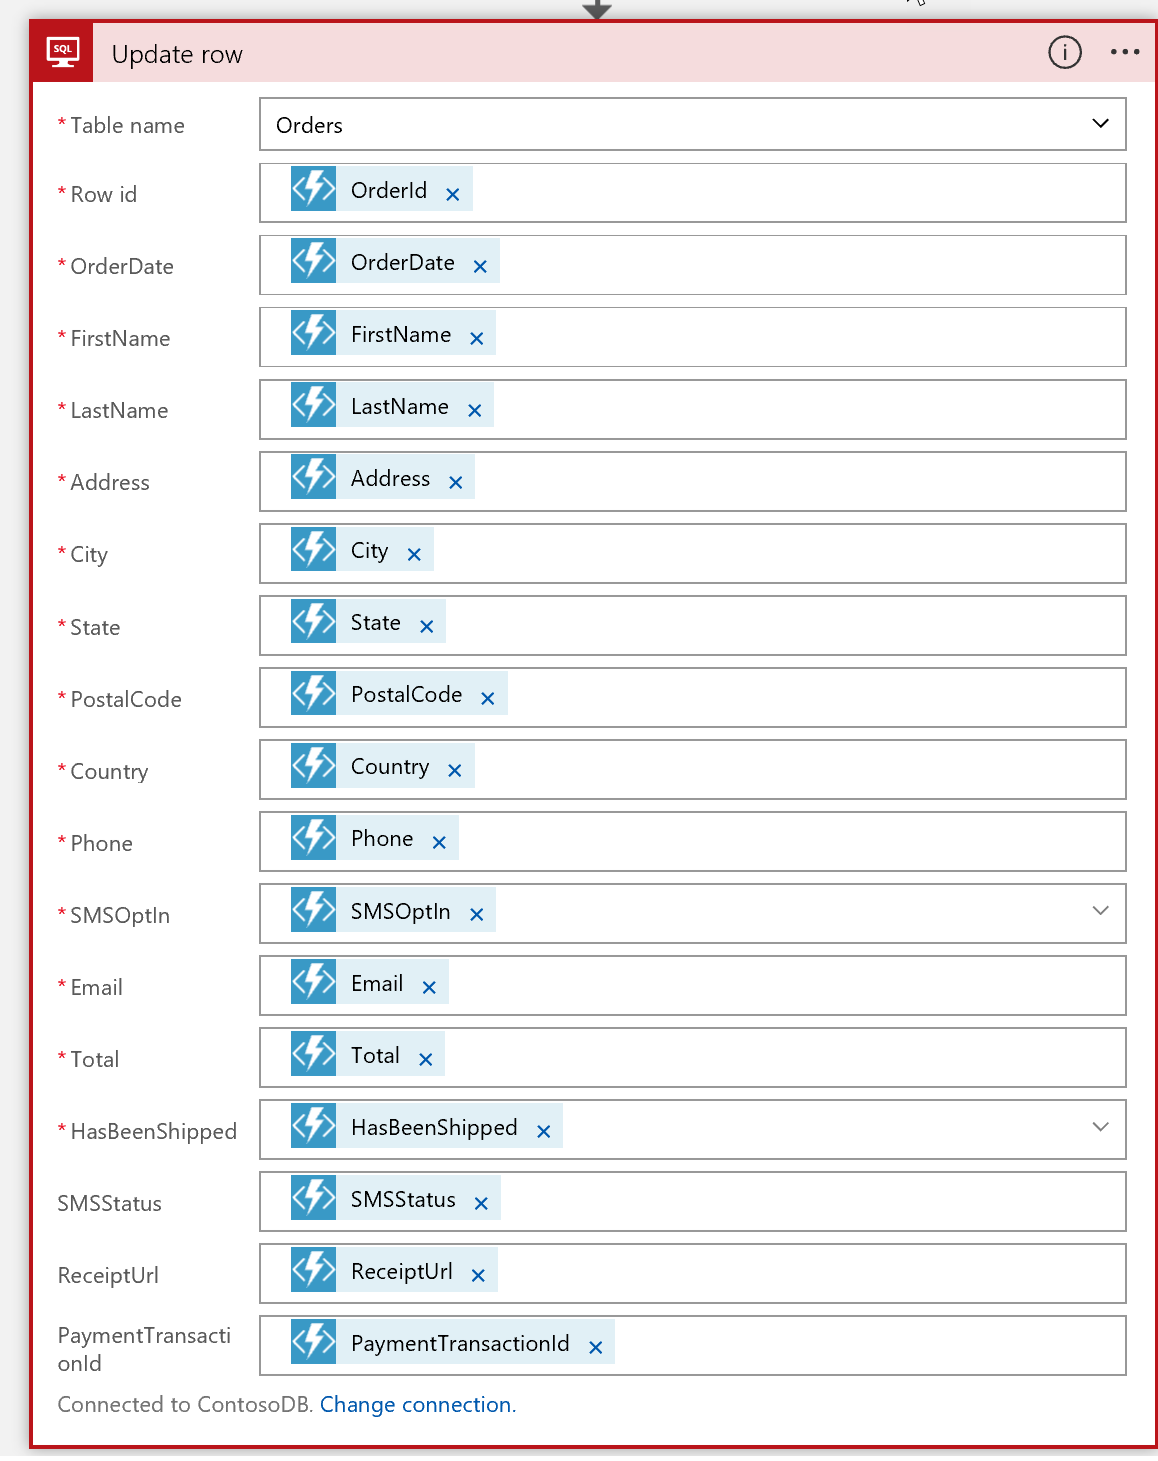 SQL Update row
* Table name Orders
* Row id OrderId ×
* OrderDate OrderDate ×
* FirstName FirstName ×
* LastName LastName ×
* Address Address ×
* City City ×
* State State ×
* PostalCode PostalCode ×
* Country Country ×
* Phone Phone ×
* SMSOptIn SMSOptIn ×
* Email Email ×
* Total Total ×
* HasBeenShipped HasBeenShipped ×
SMSStatus SMSStatus ×
ReceiptUrl ReceiptUrl ×
PaymentTransacti
onId PaymentTransactionId ×
Connected to ContosoDB. Change connection.